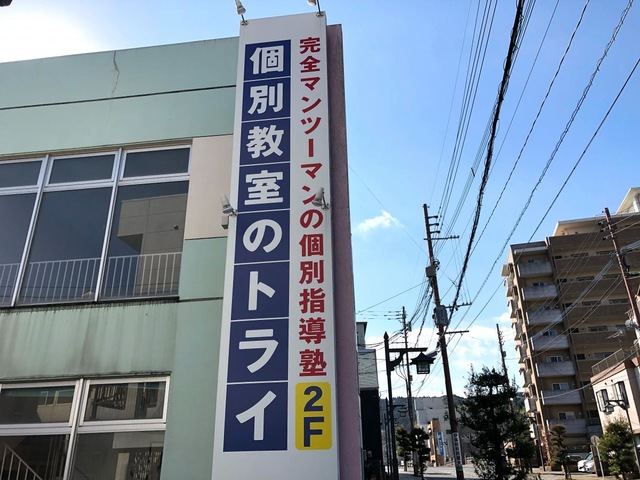 完全マンツーマンの個別指導塾
2F
個別教室のトライ